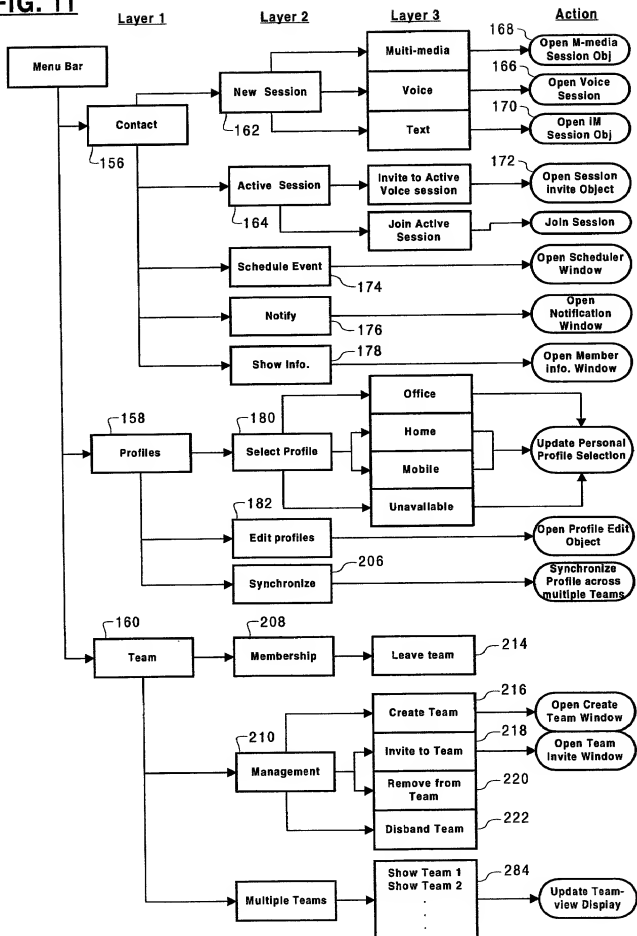 FIG. 11
Layer 1
Layer 2
Layer 3
Action
Menu Bar
Contact
156
New Session
162
Multi-media
Voice
Text
168
Open M-media
Session Obj
166
Open Voice
Session
170
Open IM
Session Obj
Active Session
164
Invite to Active
Voice session
172
Open Session
Invite Object
Join Active
Session
Join Session
Schedule Event
174
Open Scheduler
Window
Notify
176
Open
Notification
Window
Show Info.
178
Open Member
info. Window
158
Profiles
180
Select Profile
Office
Home
Mobile
Unavailable
Update Personal
Profile Selection
182
Edit profiles
Open Profile Edit
Object
Synchronize
206
Synchronize
Profile across
multiple Teams
160
Team
208
Membership
Leave team
214
210
Management
Create Team
216
Open Create
Team Window
Invite to Team
218
Open Team
Invite Window
Remove from
Team
220
Disband Team
222
Multiple Teams
Show Team 1
Show Team 2
.
.
.
284
Update Team-
view Display